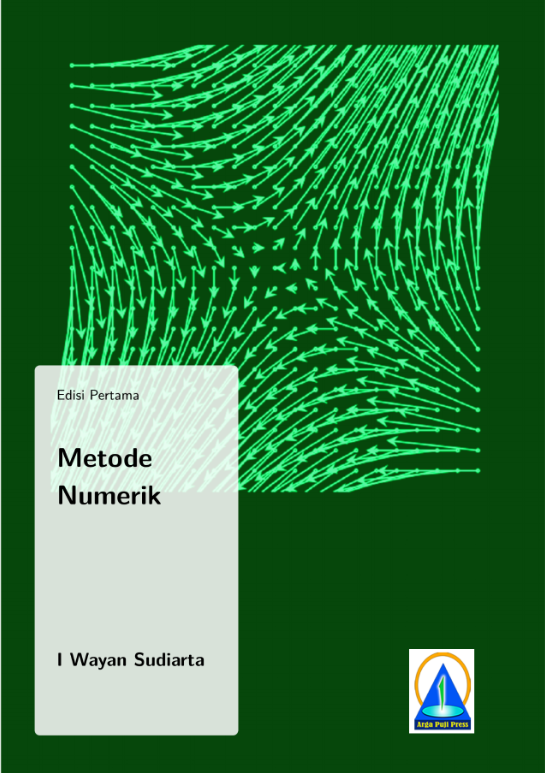 Edisi Pertama
Metode
Numerik
I Wayan Sudiarta
Arga Puji Press